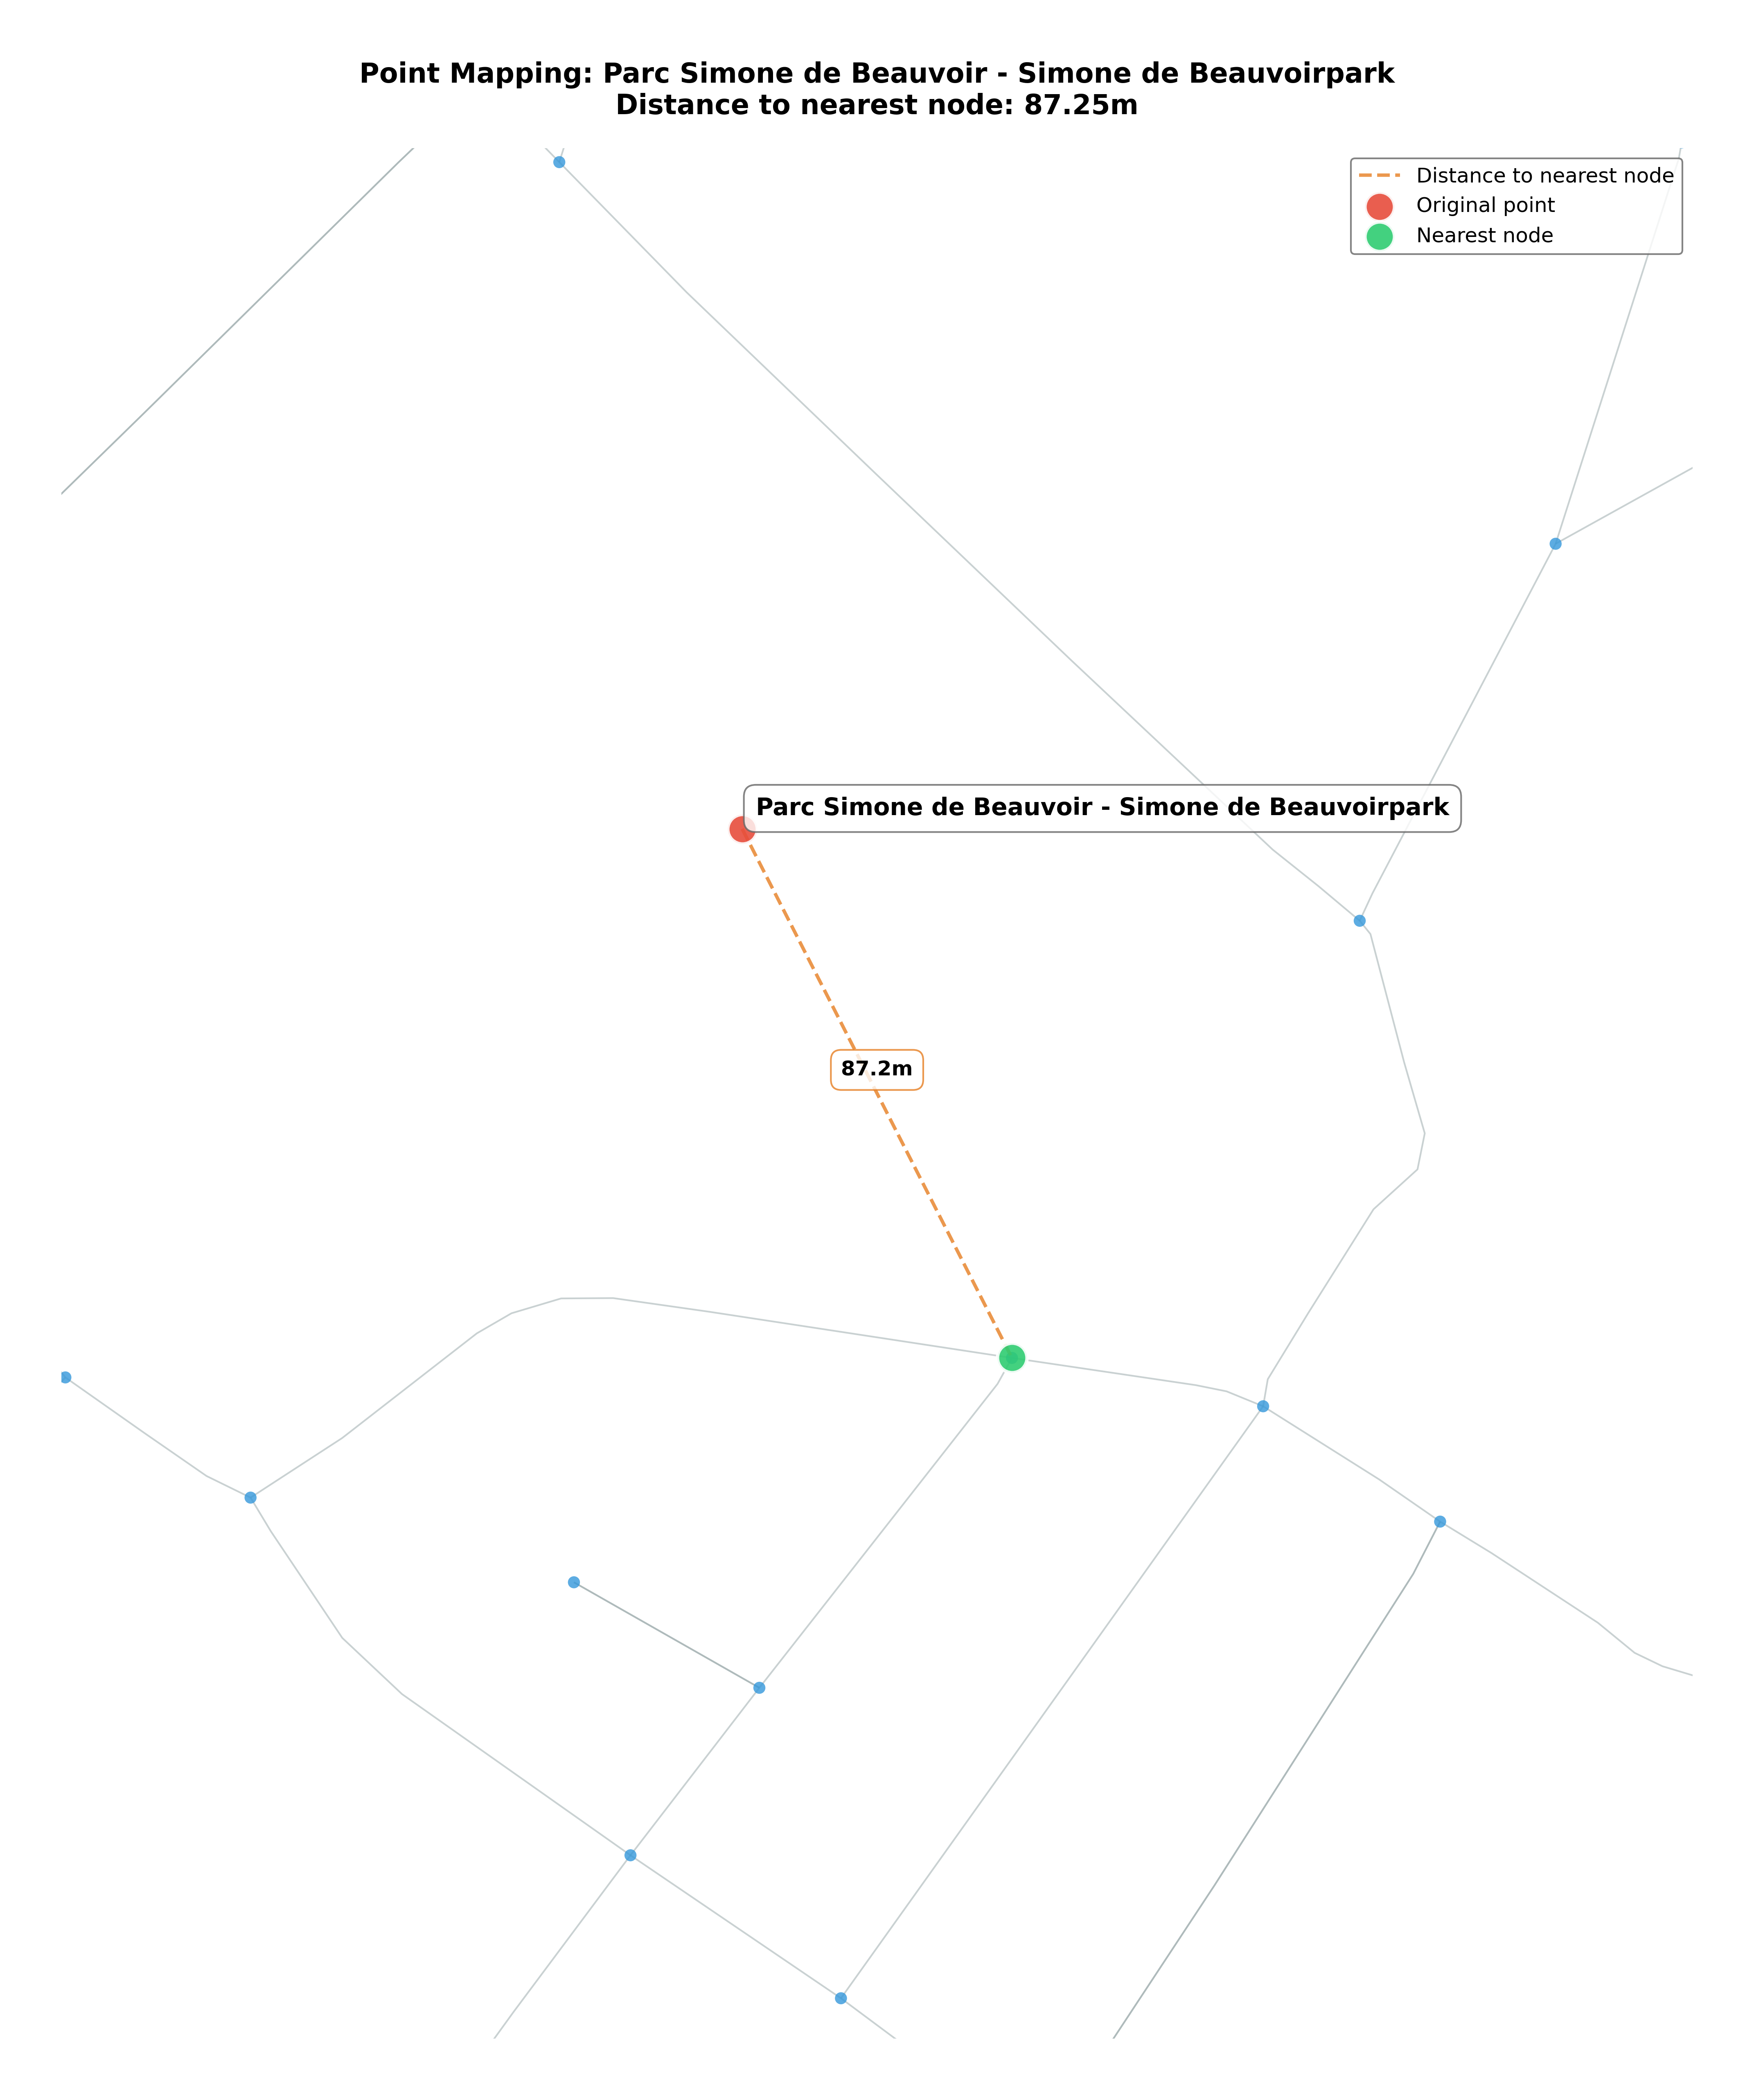 Point Mapping: Parc Simone de Beauvoir - Simone de Beauvoirpark
Distance to nearest node: 87.25m
Distance to nearest node
Original point
Nearest node
Parc Simone de Beauvoir - Simone de Beauvoirpark
87.2m